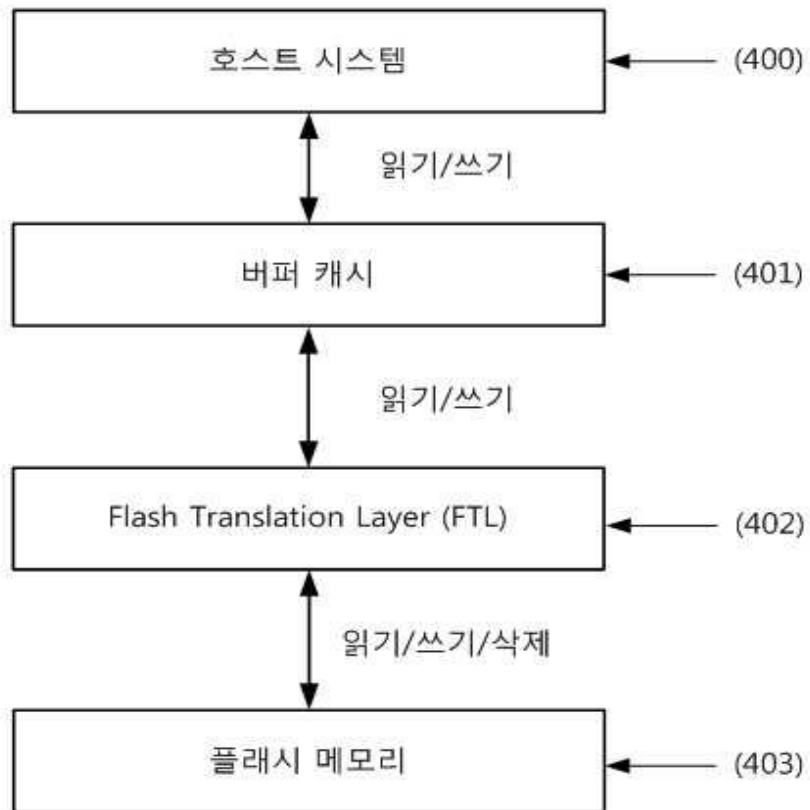 호스트 시스템
(400)
읽기/쓰기
버퍼 캐시
(401)
읽기/쓰기
Flash Translation Layer (FTL)
(402)
읽기/쓰기/삭제
플래시 메모리
(403)